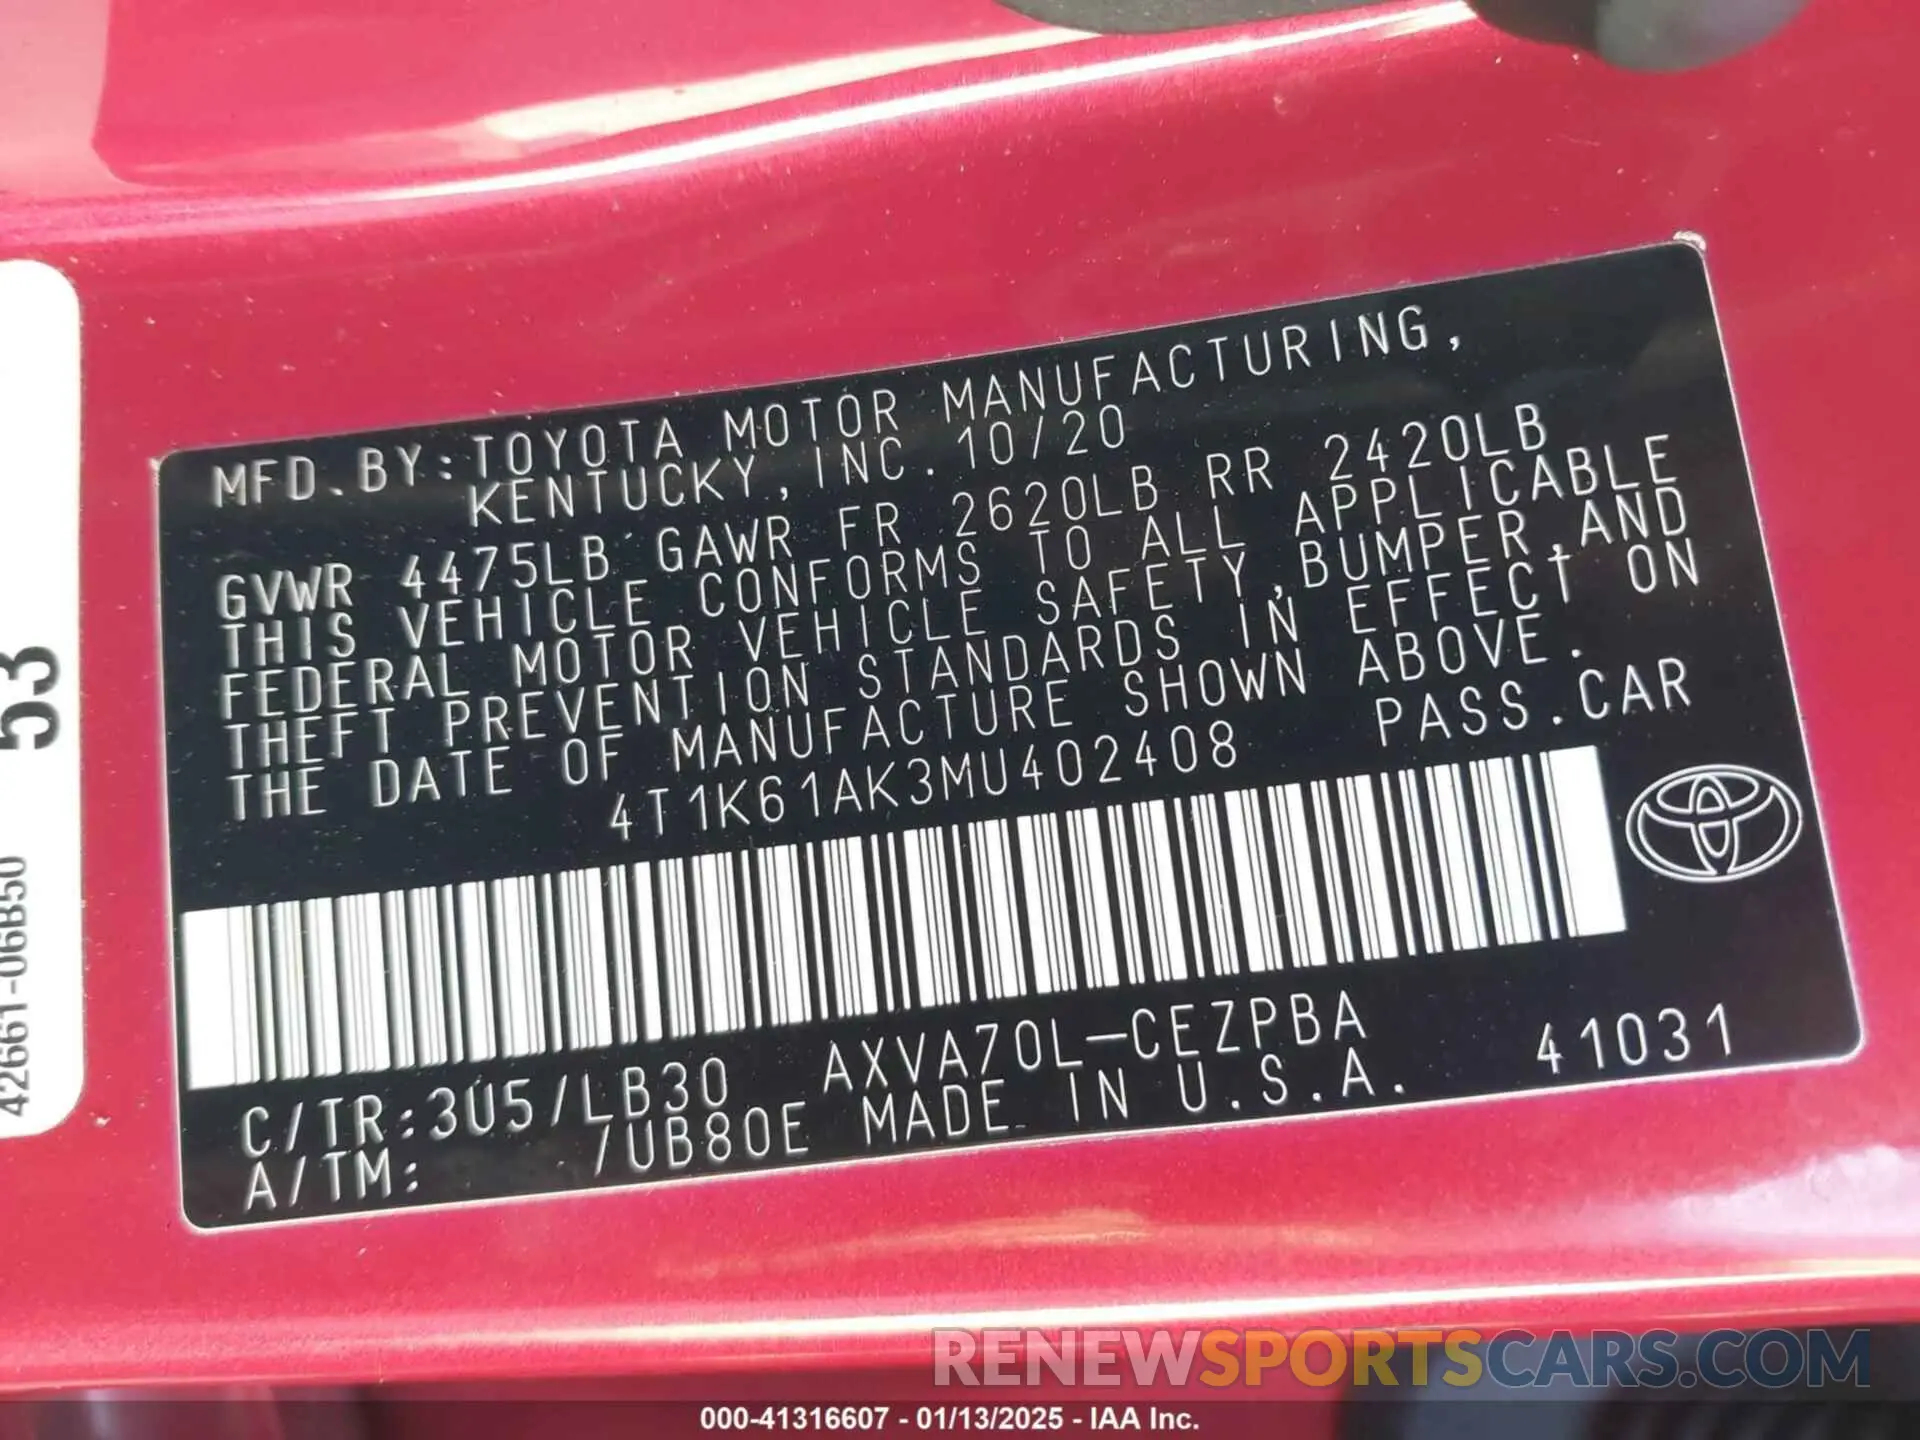 MFD.BY:TOYOTA MOTOR MANUFACTURING,
KENTUCKY,INC.10/20
GVWR 4475LB GAWR FR 2620LB RR 2420LB
THIS VEHICLE CONFORMS TO ALL APPLICABLE
FEDERAL MOTOR VEHICLE SAFETY,BUMPER,AND
THEFT PREVENTION STANDARDS IN EFFECT ON
THE DATE OF MANUFACTURE SHOWN ABOVE.
4T1K61AK3MU402408 PASS.CAR
C/TR:3U5/LB30 AXVA70L-CEZPBA 41031
A/TM: /UB80E MADE IN U.S.A.
53
42661-06B50
RENEWSPORTSCARS.COM
000-41316607 - 01/13/2025 - IAA Inc.